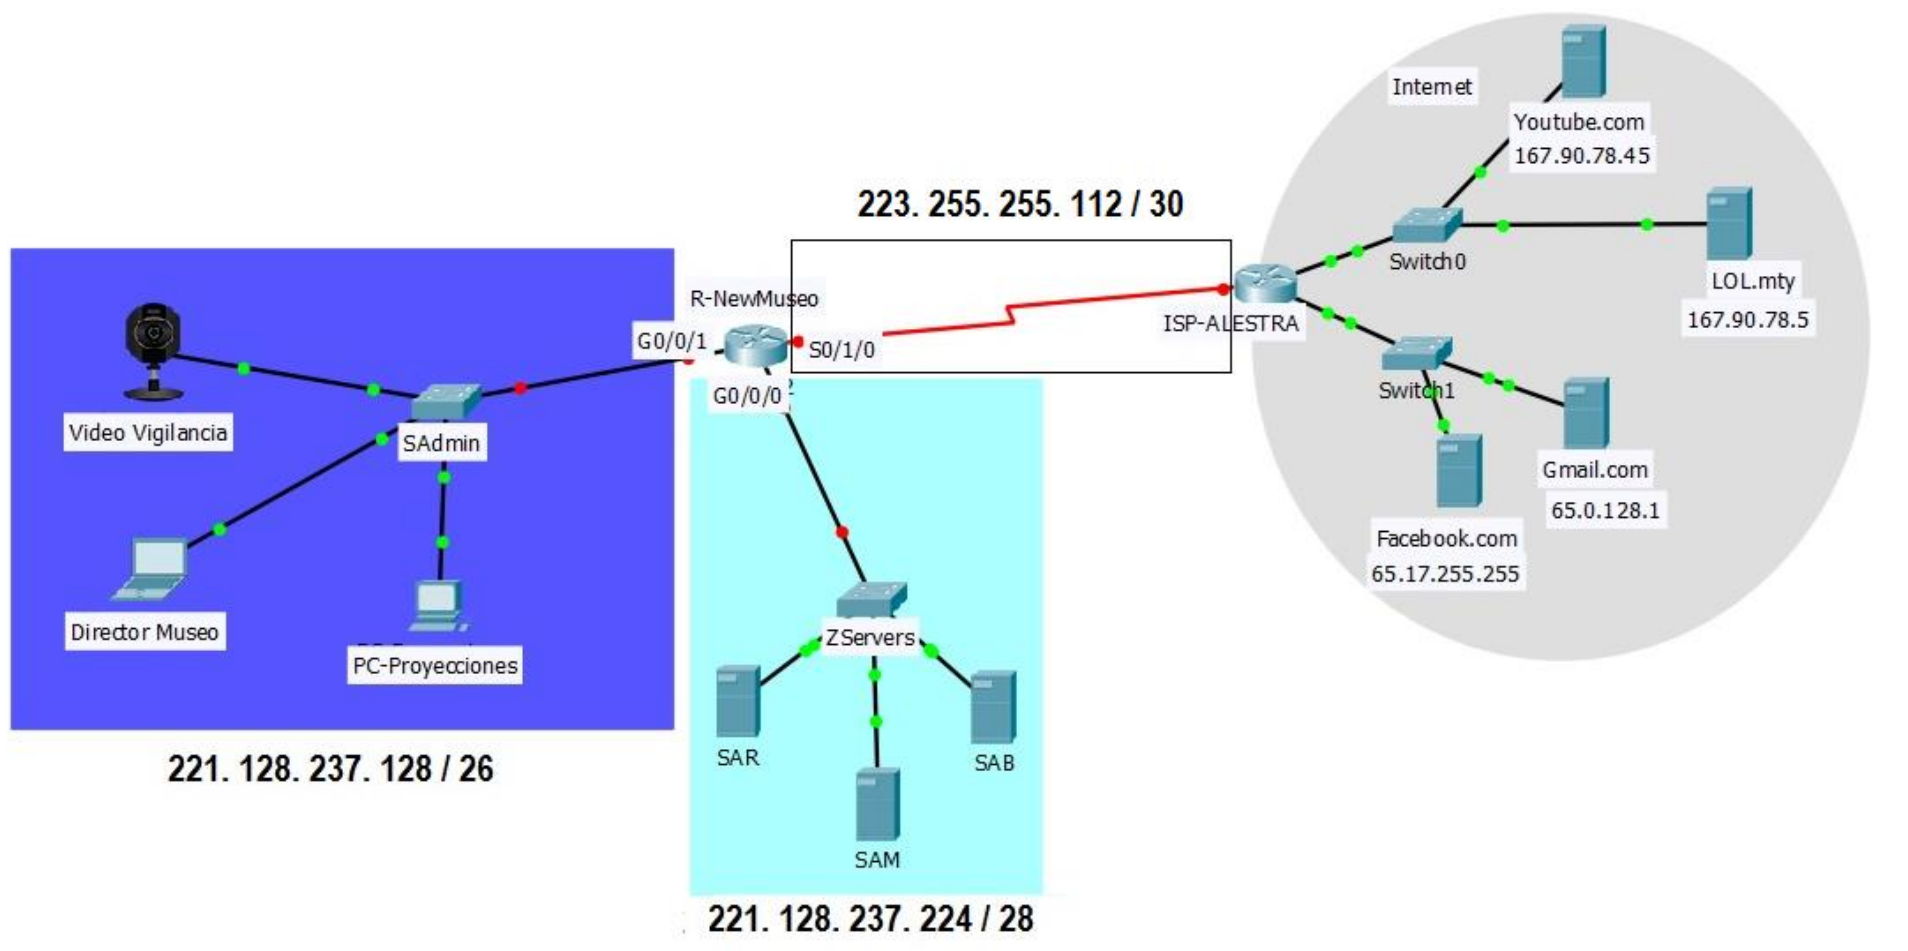 Internet
Youtube.com
167.90.78.45
223. 255. 255. 112 / 30
Switch0
LOL.mty
167.90.78.5
R-NewMuseo
ISP-ALESTRA
G0/0/1
S0/1/0
G0/0/0
Switch1
Video Vigilancia
SAdmin
Gmail.com
65.0.128.1
Facebook.com
65.17.255.255
Director Museo
ZServers
PC-Proyecciones
SAR
SAB
221. 128. 237. 128 / 26
SAM
221. 128. 237. 224 / 28